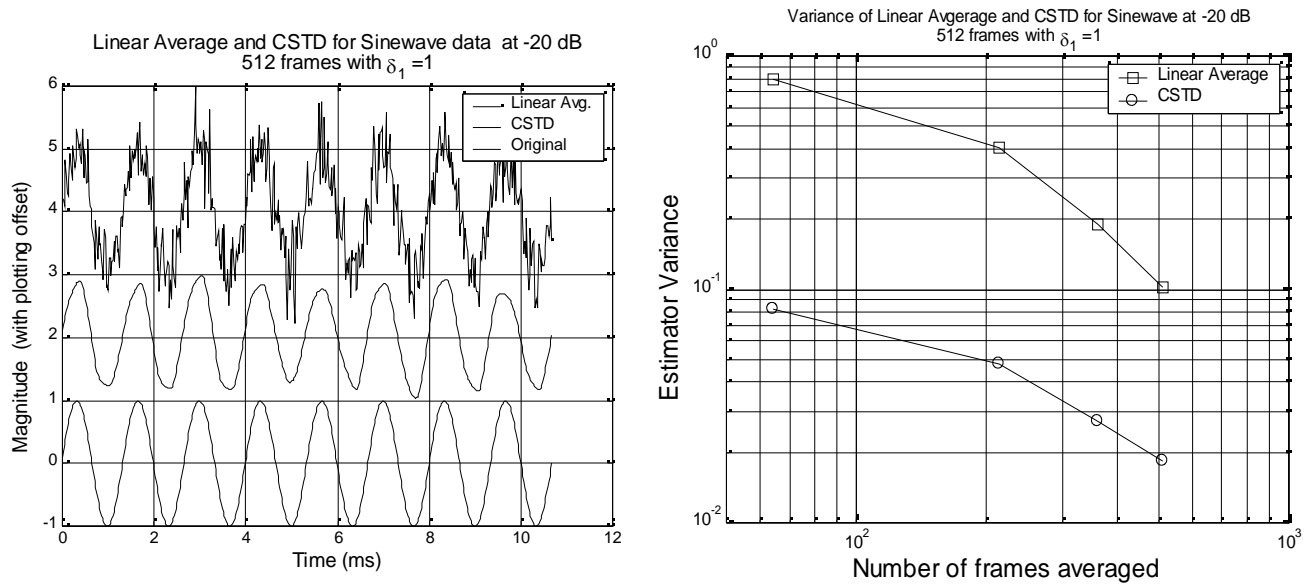 Linear Average and CSTD for Sinewave data at -20 dB
512 frames with δ1 =1
6
5
4
3
2
1
0
-1
Magnitude (with plotting offset)
Linear Avg.
CSTD
Original
0
2
4
6
8
10
12
Time (ms)
Variance of Linear Avgerage and CSTD for Sinewave at -20 dB
512 frames with δ1 =1
10^0
10^-1
10^-2
Estimator Variance
Linear Average
CSTD
10^2
10^3
Number of frames averaged